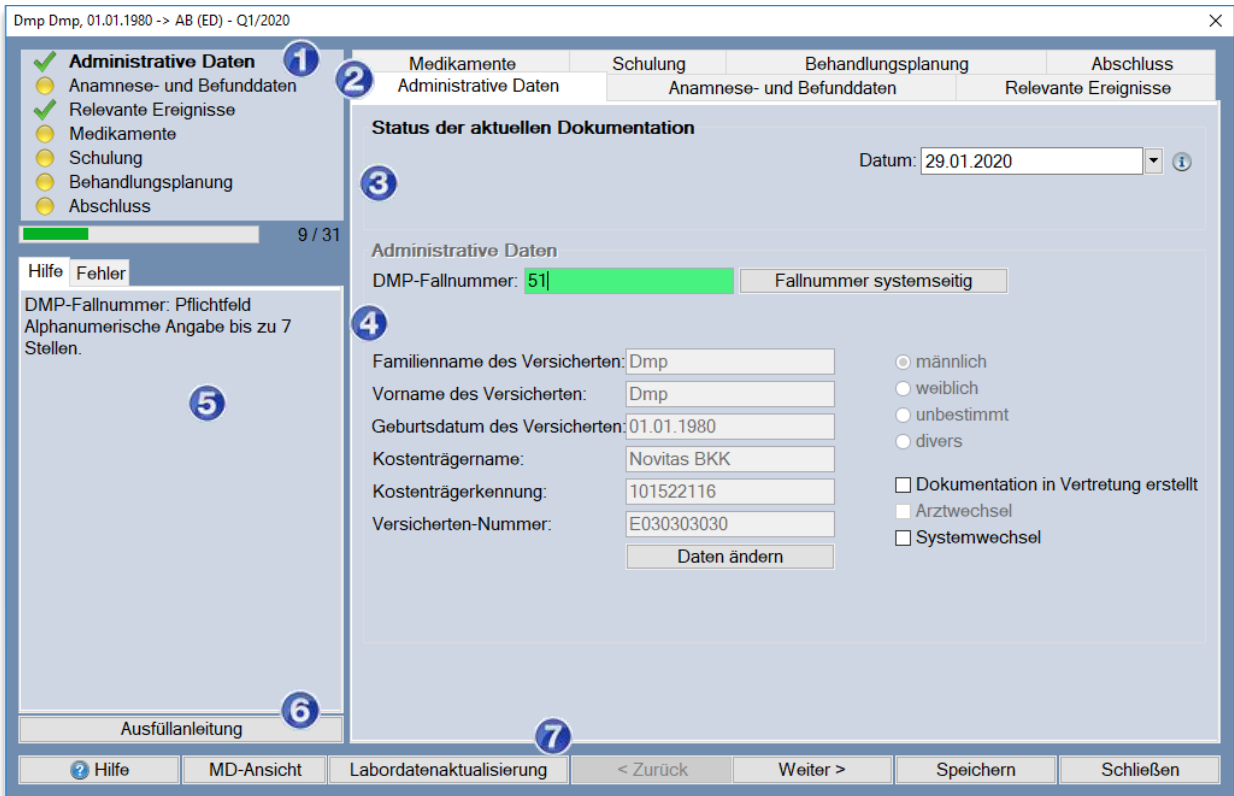 Dmp Dmp, 01.01.1980 -> AB (ED) - Q1/2020
Administrative Daten
1
Anamnese- und Befunddaten
Relevante Ereignisse
Medikamente
Schulung
Behandlungsplanung
Abschluss
9 / 31
Hilfe Fehler
DMP-Fallnummer: Pflichtfeld
Alphanumerische Angabe bis zu 7
Stellen.
5
6
Ausfüllanleitung
2
Medikamente Schulung Behandlungsplanung Abschluss
Administrative Daten Anamnese- und Befunddaten Relevante Ereignisse
Status der aktuellen Dokumentation
Datum: 29.01.2020
3
Administrative Daten
DMP-Fallnummer: 51 Fallnummer systemseitig
4
Familienname des Versicherten: Dmp
Vorname des Versicherten: Dmp
Geburtsdatum des Versicherten: 01.01.1980
Kostenträgername: Novitas BKK
Kostenträgerkennung: 101522116
Versicherten-Nummer: E030303030
Daten ändern
männlich
weiblich
unbestimmt
divers
Dokumentation in Vertretung erstellt
Arztwechsel
Systemwechsel
7
? Hilfe MD-Ansicht Labordatenaktualisierung < Zurück Weiter > Speichern Schließen